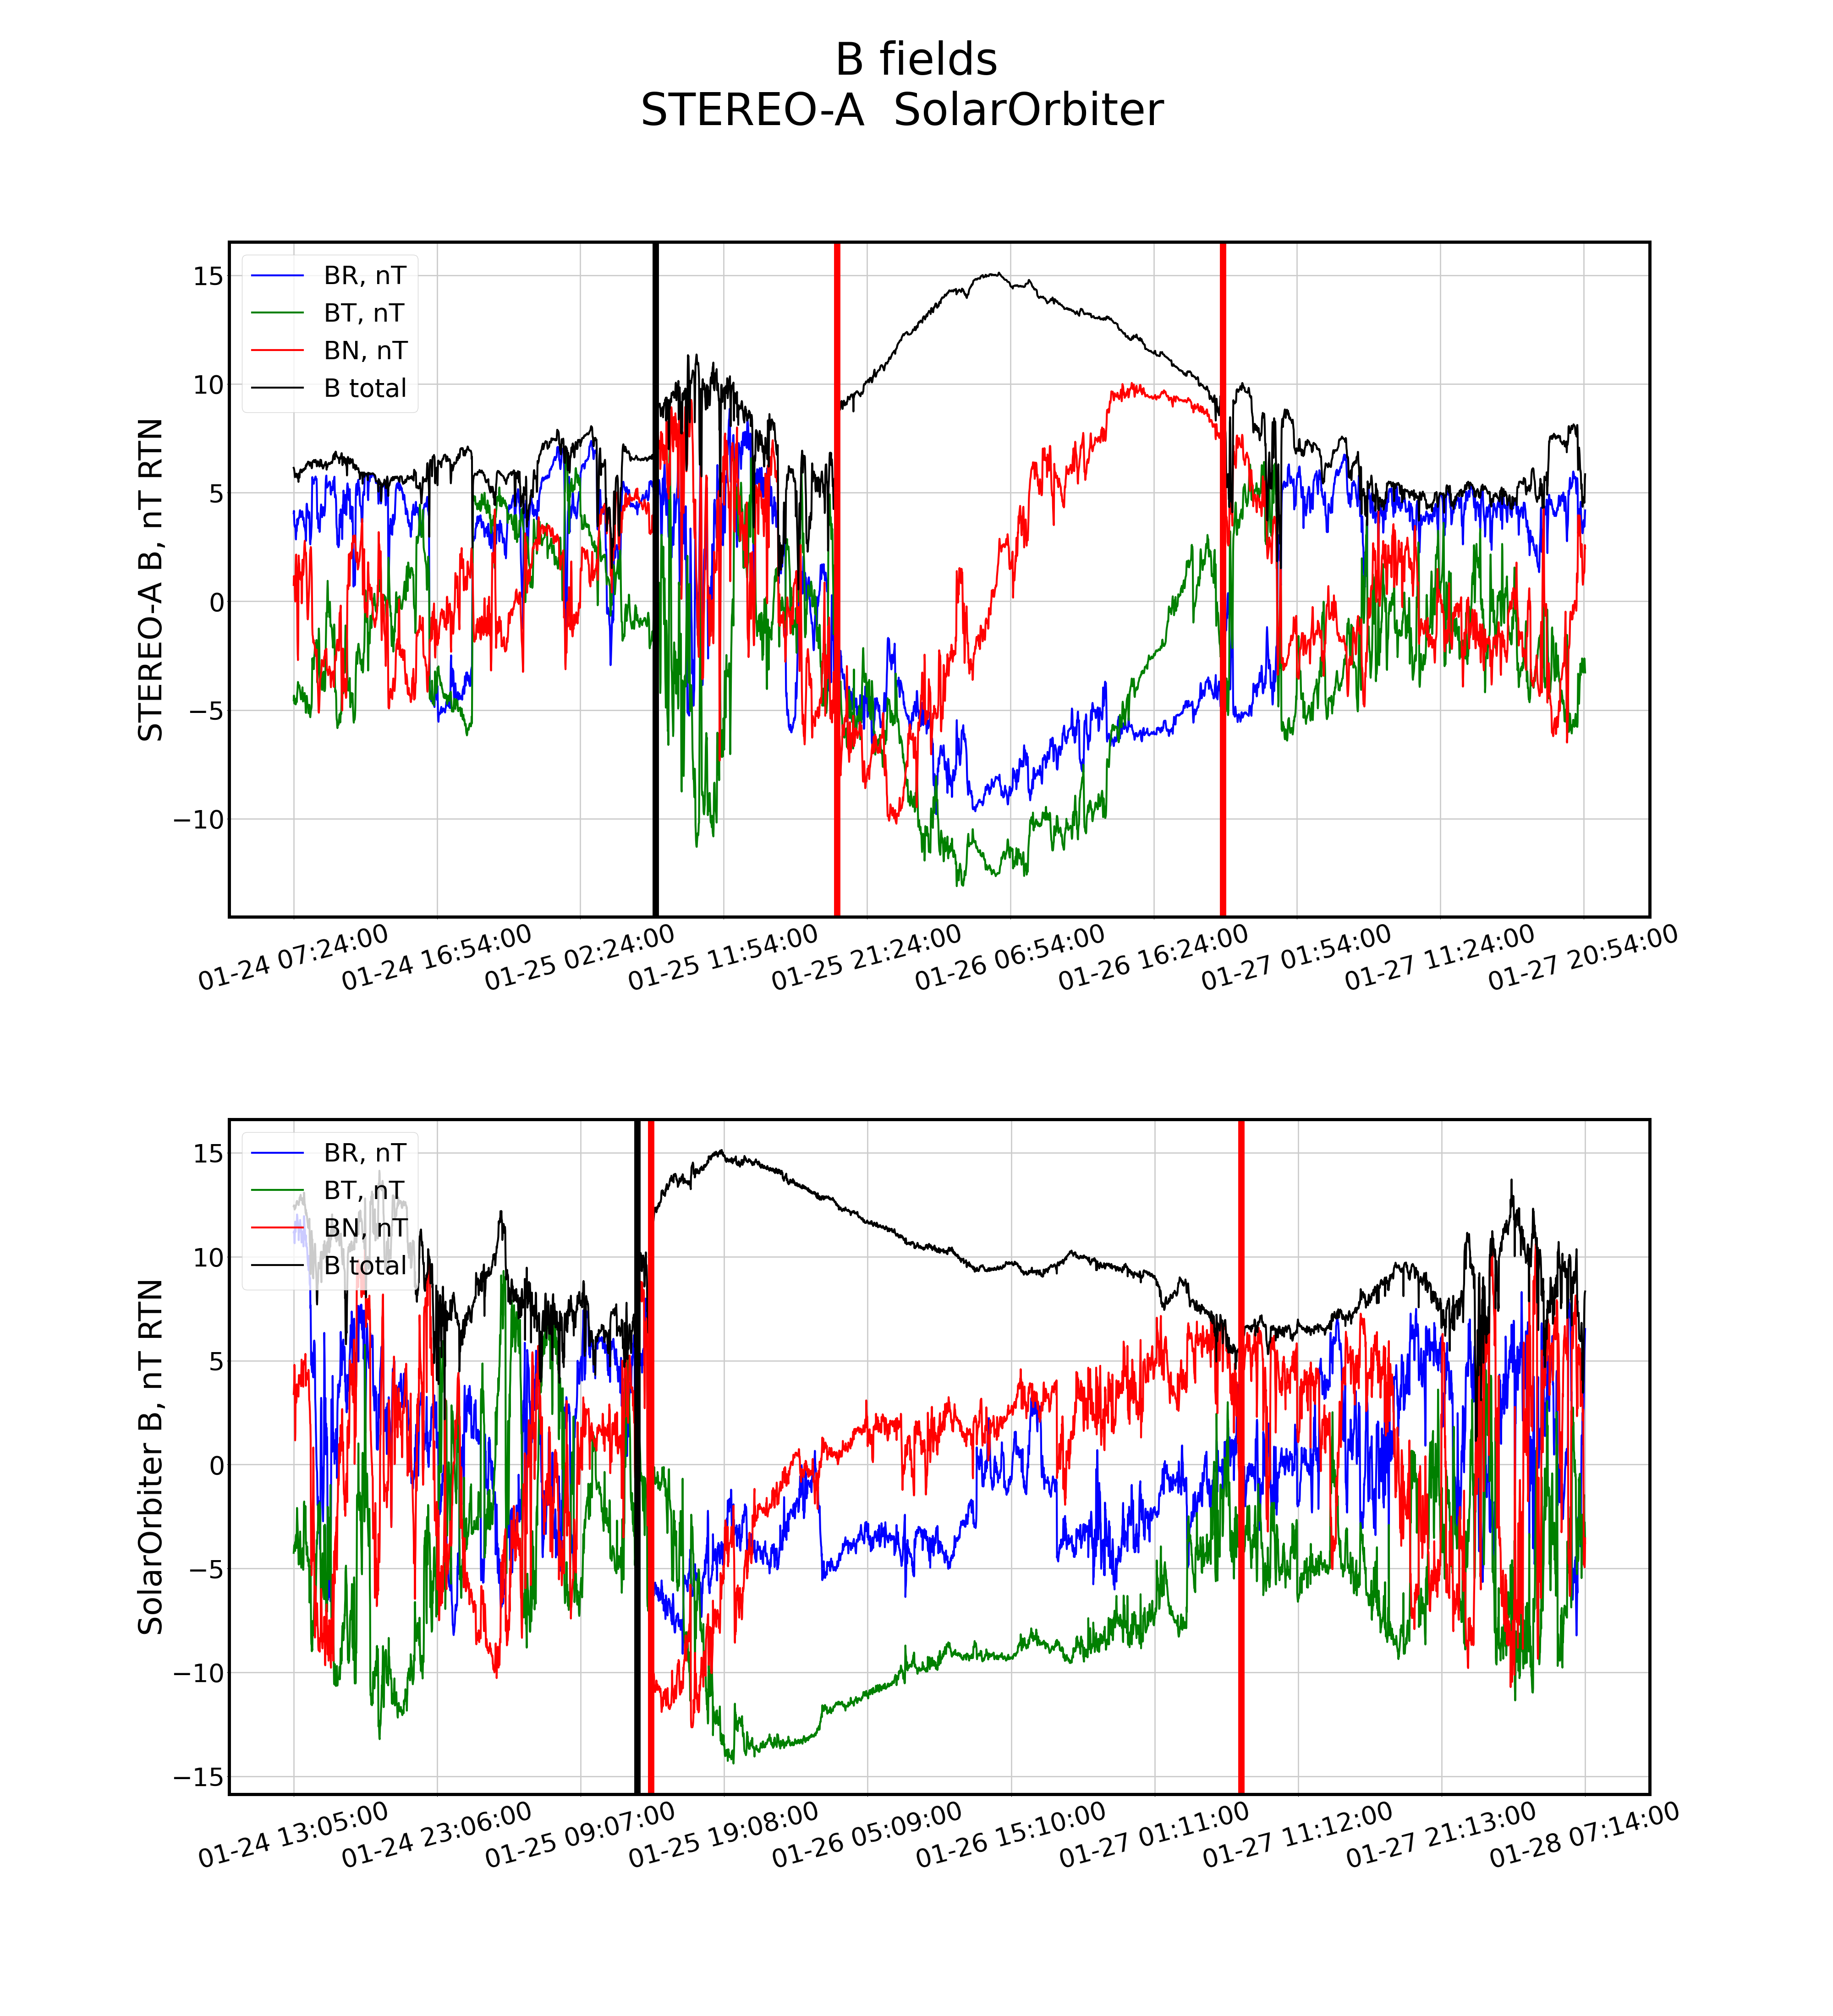 B fields
STEREO-A  SolarOrbiter
STEREO-A B, nT RTN
15
10
5
0
−5
−10
BR, nT
BT, nT
BN, nT
B total
01-24 07:24:00
01-24 16:54:00
01-25 02:24:00
01-25 11:54:00
01-25 21:24:00
01-26 06:54:00
01-26 16:24:00
01-27 01:54:00
01-27 11:24:00
01-27 20:54:00
SolarOrbiter B, nT RTN
15
10
5
0
−5
−10
−15
BR, nT
BT, nT
BN, nT
B total
01-24 13:05:00
01-24 23:06:00
01-25 09:07:00
01-25 19:08:00
01-26 05:09:00
01-26 15:10:00
01-27 01:11:00
01-27 11:12:00
01-27 21:13:00
01-28 07:14:00